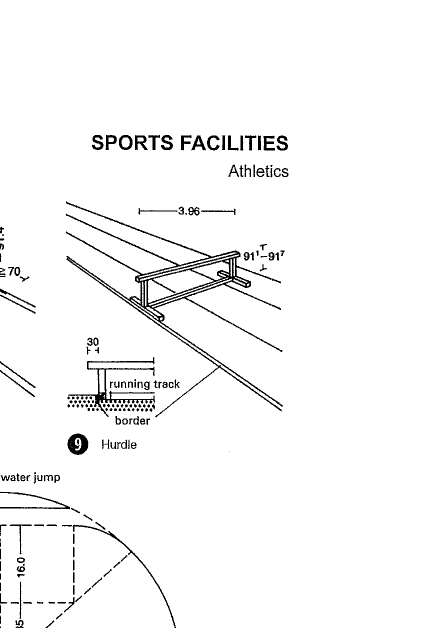 SPORTS FACILITIES
Athletics
3.96
91¹–91⁷
≧70
30
running track
border
9 Hurdle
water jump
16.0